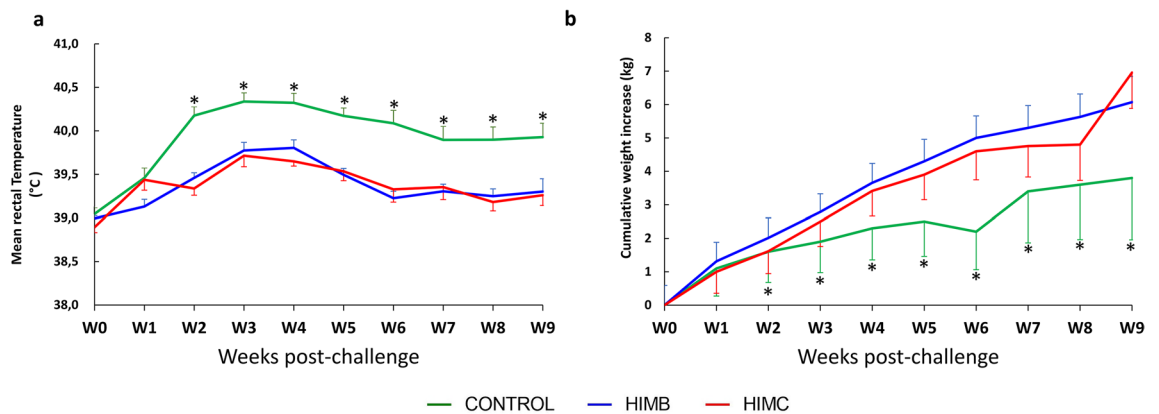 a
Mean rectal Temperature
(°C)
41,0
40,5
40,0
39,5
39,0
38,5
38,0
* * * * * * * *
W0 W1 W2 W3 W4 W5 W6 W7 W8 W9
Weeks post-challenge
b
Cumulative weight increase (kg)
8
7
6
5
4
3
2
1
0
* * * * * * * *
W0 W1 W2 W3 W4 W5 W6 W7 W8 W9
Weeks post-challenge
CONTROL HIMB HIMC